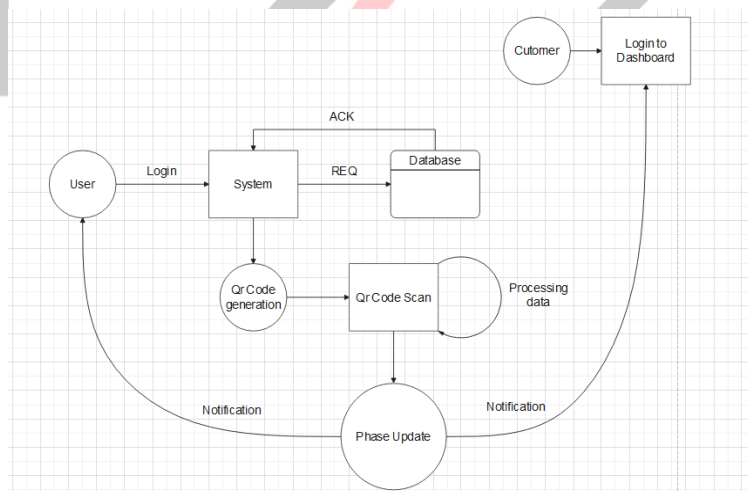 Cutomer
Login to
Dashboard
ACK
Database
User
Login
System
REQ
Qr Code
generation
Qr Code Scan
Processing
data
Notification
Phase Update
Notification